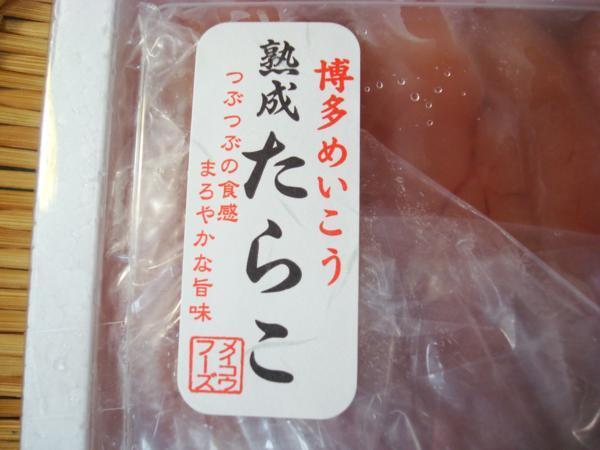 博多めいこう
熟成たらこ
つぶつぶの食感
まろやかな旨味
メイコウ
フーズ